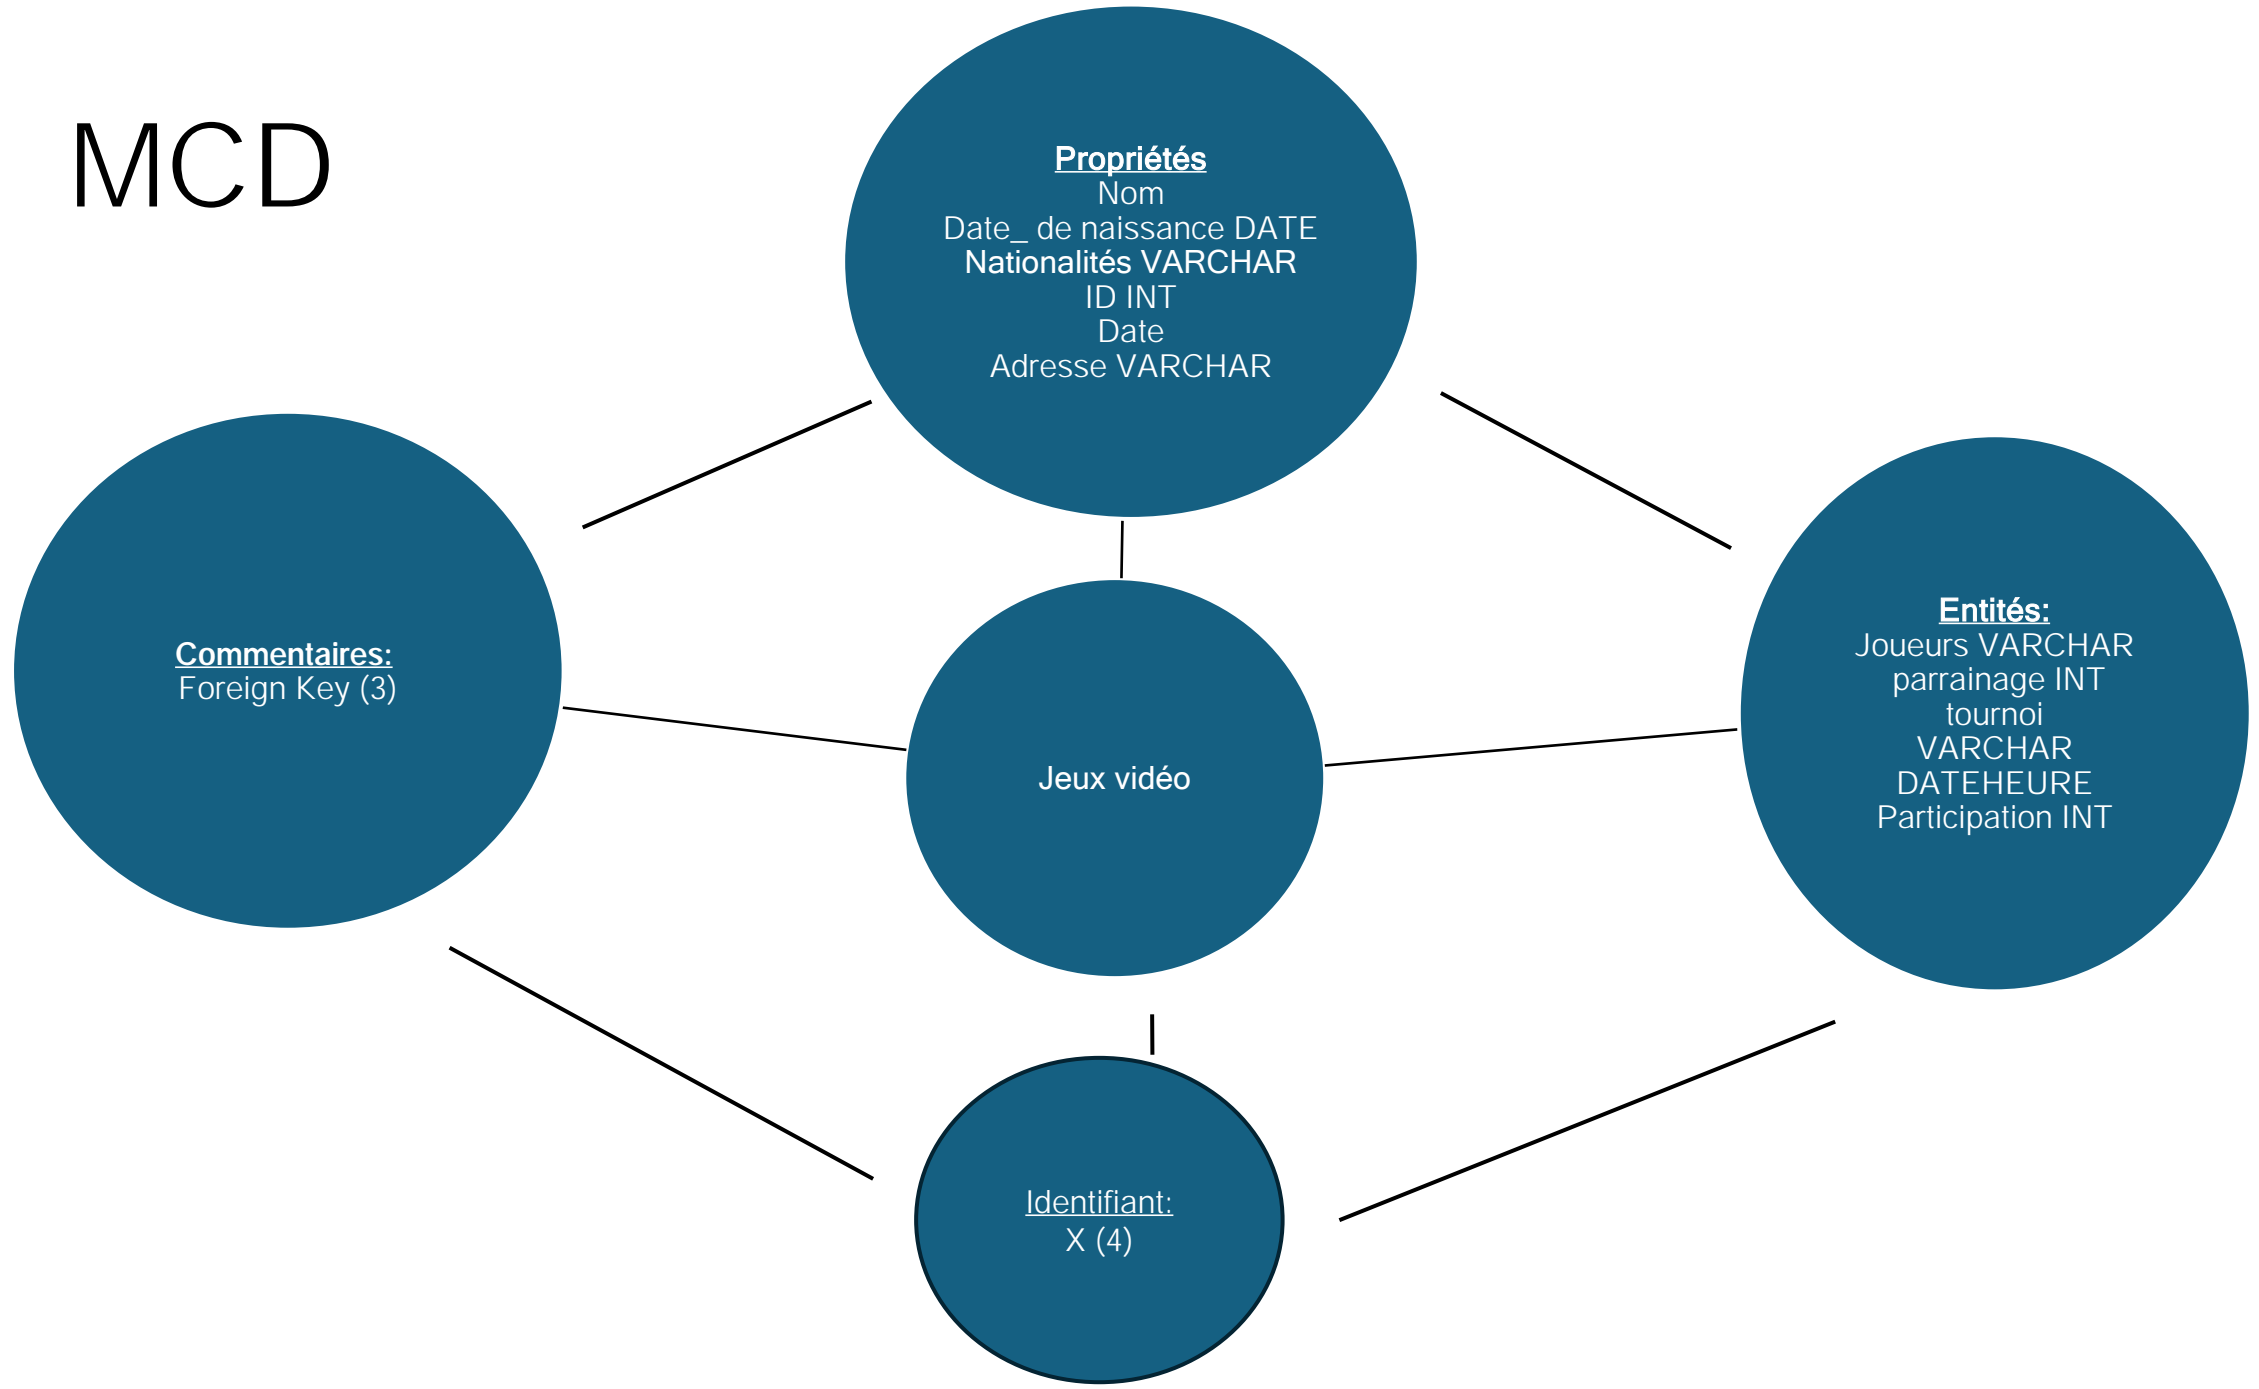 MCD
Propriétés
Nom
Date_ de naissance DATE
Nationalités VARCHAR
ID INT
Date
Adresse VARCHAR
Commentaires:
Foreign Key (3)
Jeux vidéo
Entités:
Joueurs VARCHAR
parrainage INT
tournoi
VARCHAR
DATEHEURE
Participation INT
Identifiant:
X (4)